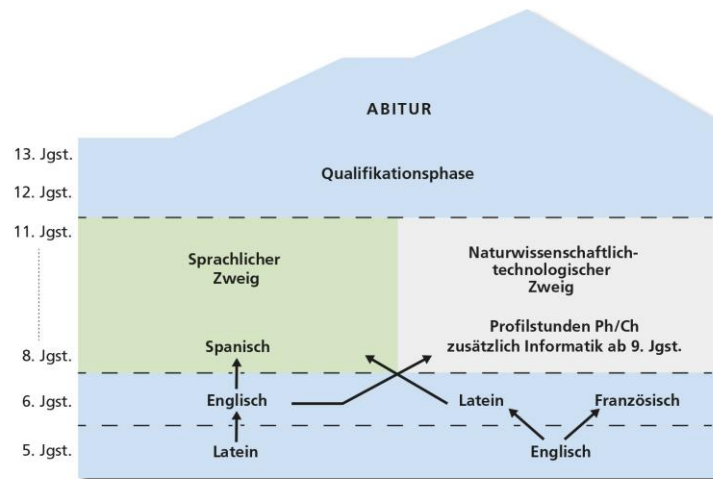 ABITUR
13. Jgst.
Qualifikationsphase
12. Jgst.
11. Jgst.
Sprachlicher
Zweig
Naturwissenschaftlich-
technologischer
Zweig
Profilstunden Ph/Ch
zusätzlich Informatik ab 9. Jgst.
Spanisch
8. Jgst.
6. Jgst.
Englisch
Latein
Französisch
5. Jgst.
Latein
Englisch